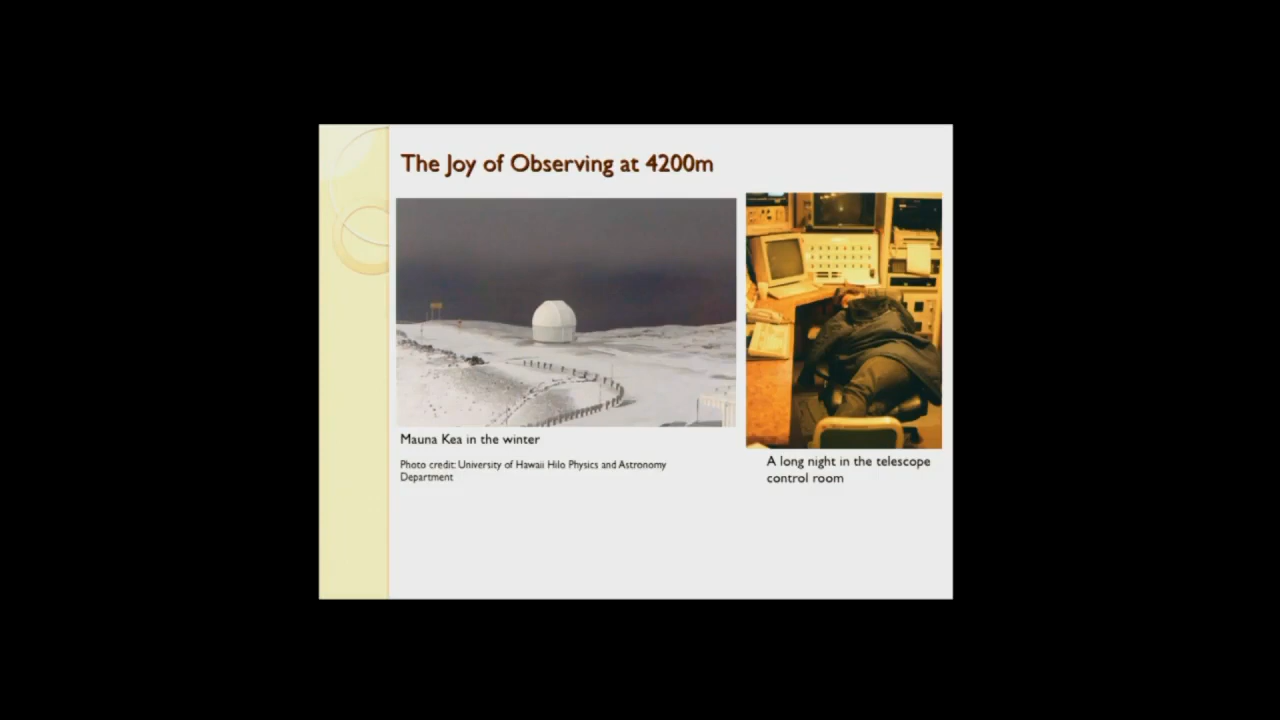 The Joy of Observing at 4200m
Mauna Kea in the winter
Photo credit: University of Hawaii Hilo Physics and Astronomy
Department
A long night in the telescope
control room